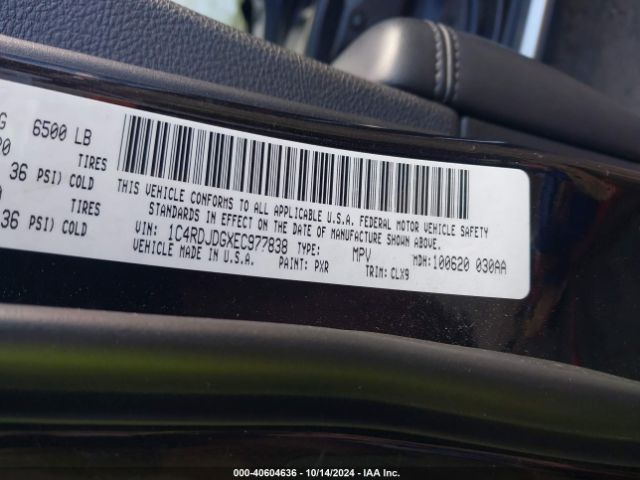 G 6500 LB
20 TIRES
36 PSI) COLD
TIRES
36 PSI) COLD
THIS VEHICLE CONFORMS TO ALL APPLICABLE U.S.A. FEDERAL MOTOR VEHICLE SAFETY
STANDARDS IN EFFECT ON THE DATE OF MANUFACTURE SHOWN ABOVE.
VIN: 1C4RDJDGXEC977838 TYPE: MPV MDH: 100620 030AA
VEHICLE MADE IN U.S.A. PAINT: PXR TRIM: CLX9
000-40604636 - 10/14/2024 - IAA Inc.